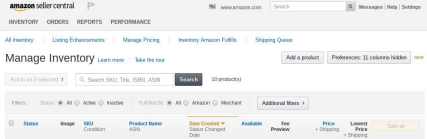 amazon seller central
www.amazon.com Search Messages | Help | Settings
INVENTORY ORDERS REPORTS PERFORMANCE
All Inventory Listing Enhancements Manage Pricing Inventory Amazon Fulfills Shipping Queue
Manage Inventory Learn more | Take the tour Add a product Preferences: 11 columns hidden NEW
Action on 0 selected Search SKU, Title, ISBN, ASIN Search 10 product(s)
Filters: Status: All Active Inactive Fulfilled By: All Amazon Merchant Additional filters
Status Image SKU Product Name Date Created Available Fee Price Lowest Save all
Condition ASIN Status Changed Preview + Shipping Price
Date + Shipping